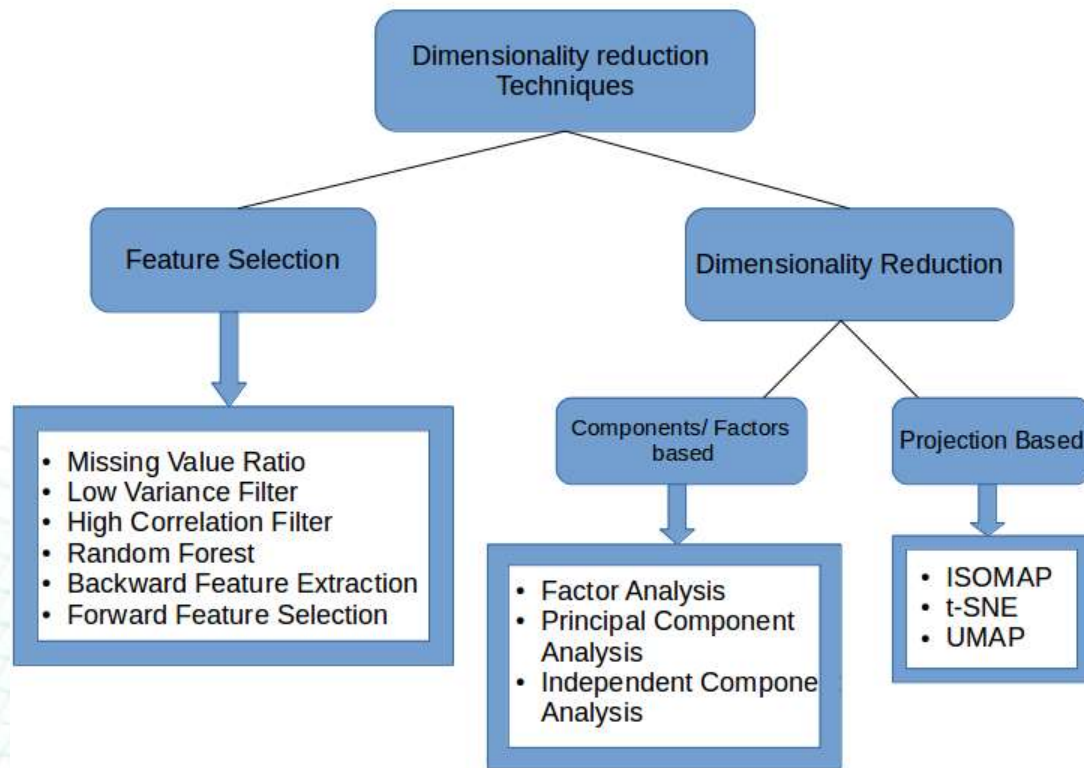 Dimensionality reduction
Techniques
Feature Selection
Dimensionality Reduction
Components/ Factors
based
Projection Based
• Missing Value Ratio
• Low Variance Filter
• High Correlation Filter
• Random Forest
• Backward Feature Extraction
• Forward Feature Selection
• Factor Analysis
• Principal Component
Analysis
• Independent Compone
Analysis
• ISOMAP
• t-SNE
• UMAP